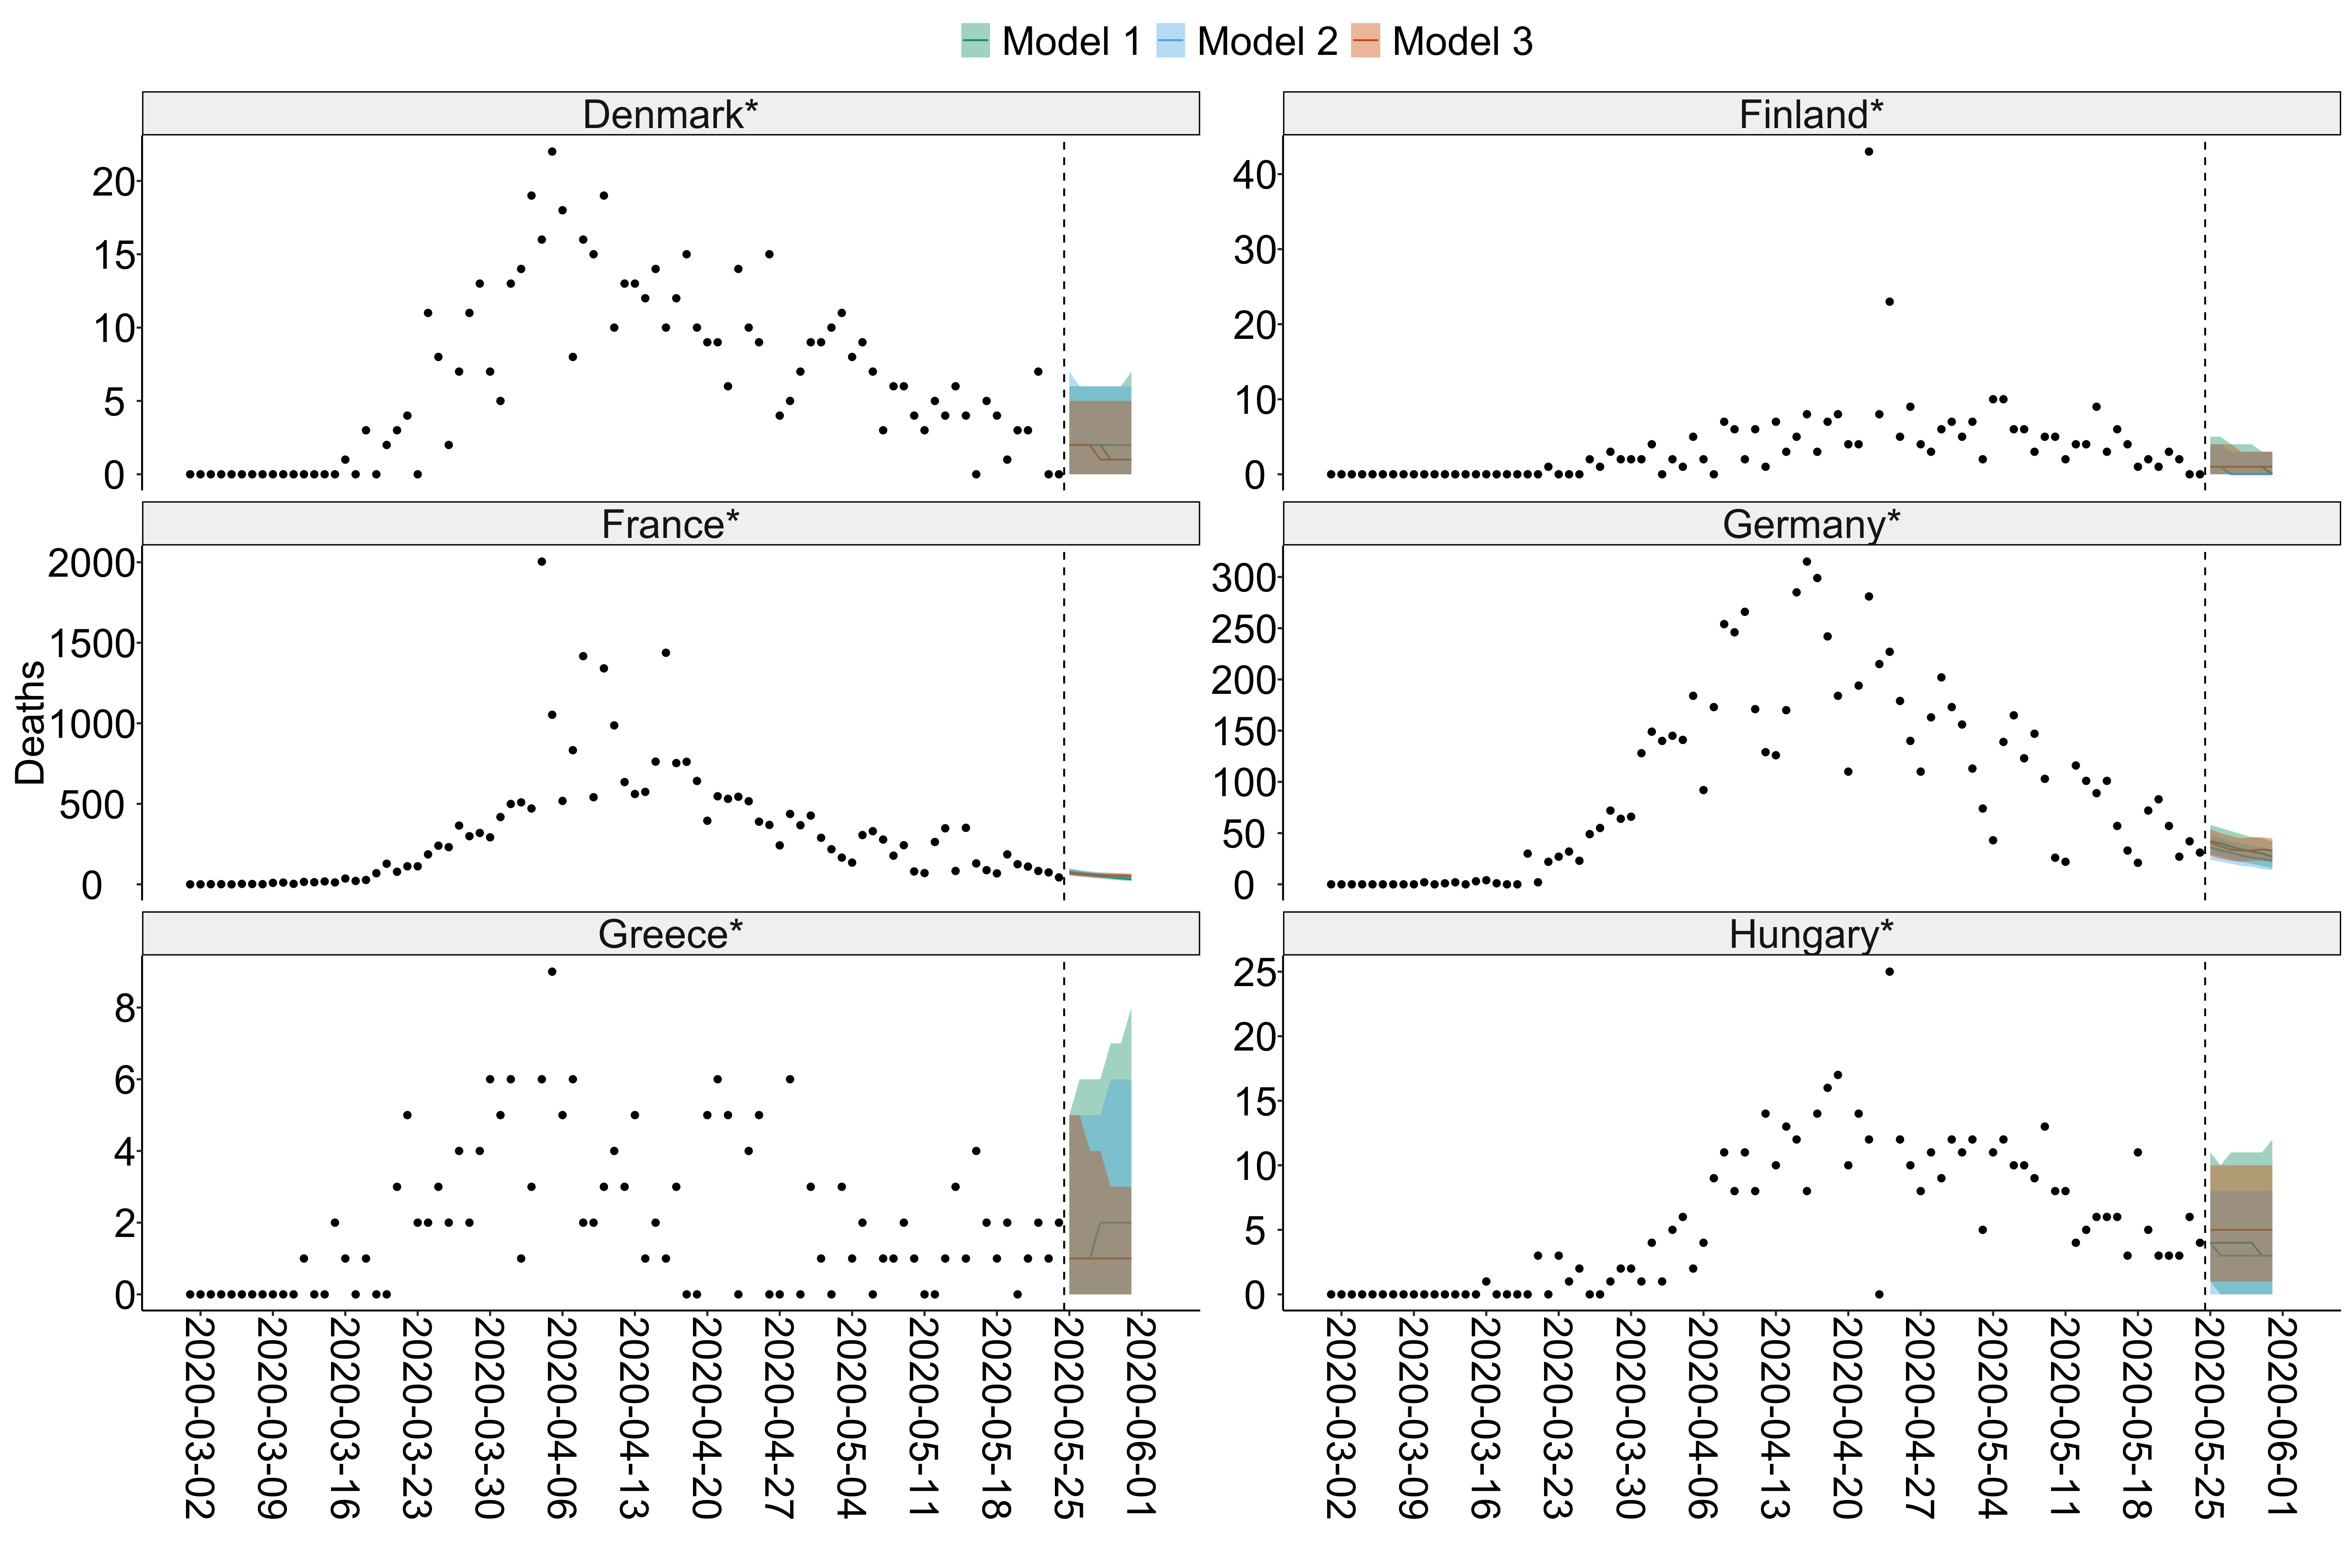 Model 1 Model 2 Model 3
Denmark* Finland*
20 15 10 5 0
40 30 20 10 0
France* Germany*
2000 1500 1000 500 0
300 250 200 150 100 50 0
Deaths
Greece* Hungary*
8 6 4 2 0
25 20 15 10 5 0
2020-03-02 2020-03-09 2020-03-16 2020-03-23 2020-03-30 2020-04-06 2020-04-13 2020-04-20 2020-04-27 2020-05-04 2020-05-11 2020-05-18 2020-05-25 2020-06-01
2020-03-02 2020-03-09 2020-03-16 2020-03-23 2020-03-30 2020-04-06 2020-04-13 2020-04-20 2020-04-27 2020-05-04 2020-05-11 2020-05-18 2020-05-25 2020-06-01